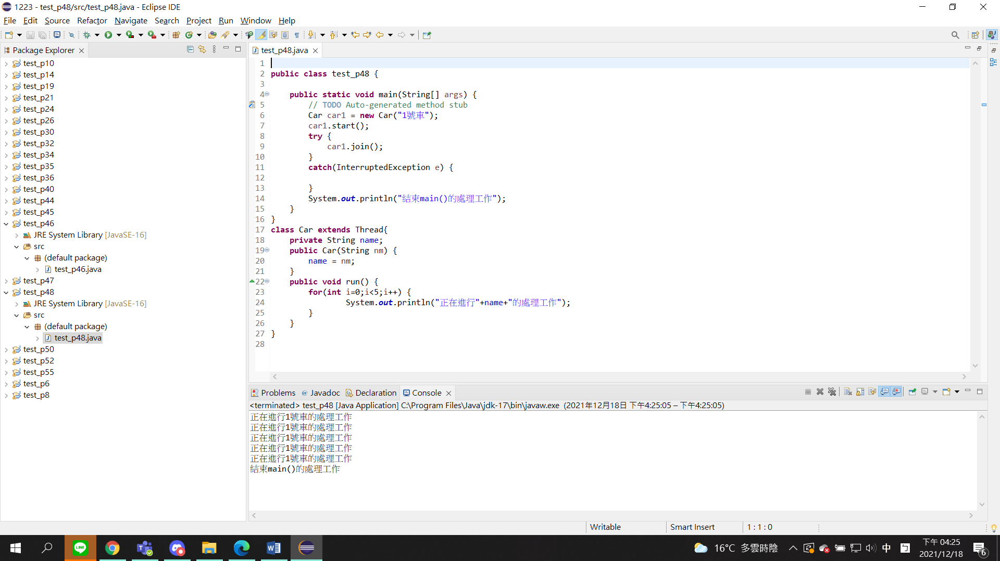 1223 - test_p48/src/test_p48.java - Eclipse IDE
File Edit Source Refactor Navigate Search Project Run Window Help
Package Explorer
test_p10
test_p14
test_p19
test_p21
test_p24
test_p26
test_p30
test_p32
test_p34
test_p35
test_p36
test_p40
test_p44
test_p45
test_p46
JRE System Library [JavaSE-16]
src
(default package)
test_p46.java
test_p47
test_p48
JRE System Library [JavaSE-16]
src
(default package)
test_p48.java
test_p50
test_p52
test_p55
test_p6
test_p8
test_p48.java
1
2 public class test_p48 {
3
4 public static void main(String[] args) {
5 // TODO Auto-generated method stub
6 Car car1 = new Car("1號車");
7 car1.start();
8 try {
9 car1.join();
10 }
11 catch(InterruptedException e) {
12
13 }
14 System.out.println("結束main()的處理工作");
15 }
16 }
17 class Car extends Thread{
18 private String name;
19 public Car(String nm) {
20 name = nm;
21 }
22 public void run() {
23 for(int i=0;i<5;i++) {
24 System.out.println("正在進行"+name+"的處理工作");
25 }
26 }
27 }
28
Problems Javadoc Declaration Console
<terminated> test_p48 [Java Application] C:\Program Files\Java\jdk-17\bin\javaw.exe (2021年12月18日 下午4:25:05 – 下午4:25:05)
正在進行1號車的處理工作
正在進行1號車的處理工作
正在進行1號車的處理工作
正在進行1號車的處理工作
正在進行1號車的處理工作
結束main()的處理工作
Writable Smart Insert 1 : 1 : 0
LINE
16°C 多雲時陰 中 下午 04:25
2021/12/18
6